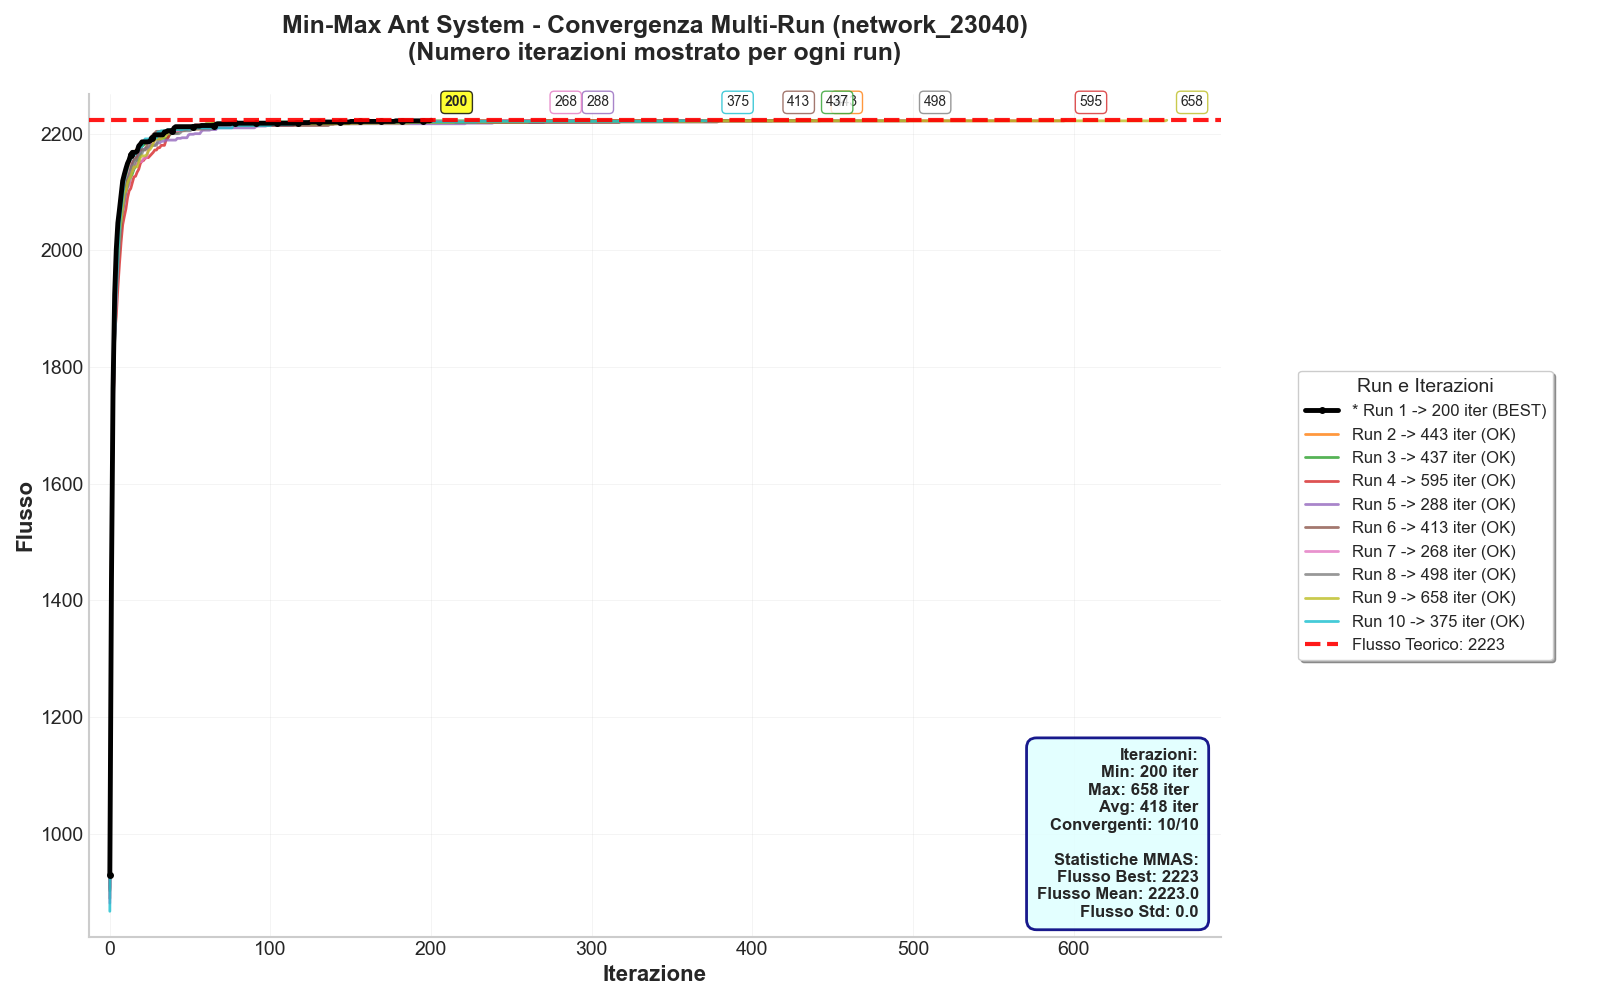 Min-Max Ant System - Convergenza Multi-Run (network_23040)
(Numero iterazioni mostrato per ogni run)
200
268
288
375
413
437
498
595
658
2200
2000
1800
1600
1400
1200
1000
Flusso
0
100
200
300
400
500
600
Iterazione
Run e Iterazioni
* Run 1 -> 200 iter (BEST)
Run 2 -> 443 iter (OK)
Run 3 -> 437 iter (OK)
Run 4 -> 595 iter (OK)
Run 5 -> 288 iter (OK)
Run 6 -> 413 iter (OK)
Run 7 -> 268 iter (OK)
Run 8 -> 498 iter (OK)
Run 9 -> 658 iter (OK)
Run 10 -> 375 iter (OK)
Flusso Teorico: 2223
Iterazioni:
Min: 200 iter
Max: 658 iter
Avg: 418 iter
Convergenti: 10/10
Statistiche MMAS:
Flusso Best: 2223
Flusso Mean: 2223.0
Flusso Std: 0.0